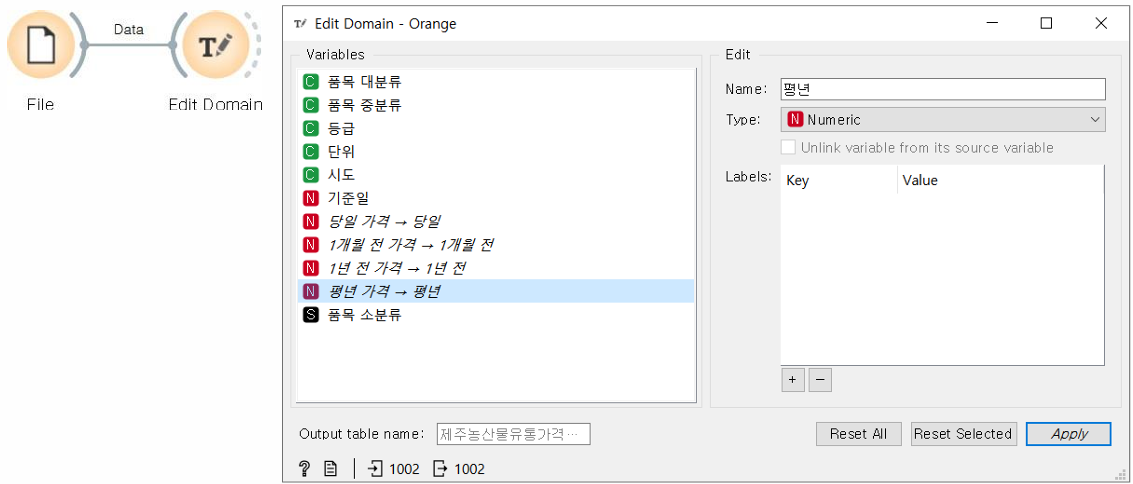 Data
File
Edit Domain
Edit Domain - Orange
Variables
C 품목 대분류
C 품목 중분류
C 등급
C 단위
C 시도
N 기준일
N 당일 가격 → 당일
N 1개월 전 가격 → 1개월 전
N 1년 전 가격 → 1년 전
N 평년 가격 → 평년
S 품목 소분류
Edit
Name: 평년
Type: N Numeric
Unlink variable from its source variable
Labels: Key Value
+ −
Output table name: 제주농산물유통가격…
Reset All Reset Selected Apply
? 1002 1002